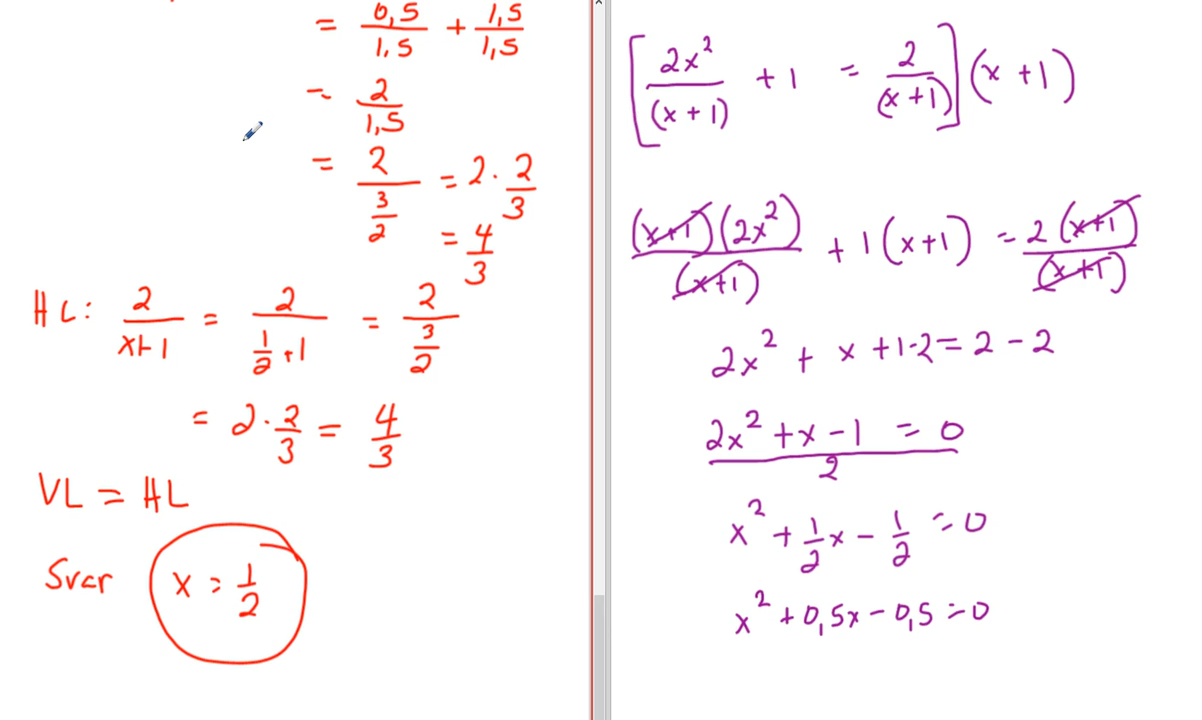 = 0,5/1,5 + 1,5/1,5
= 2/1,5
= 2/(3/2) = 2 · 2/3
= 4/3
HL: 2/(x+1) = 2/(1/2 +1) = 2/(3/2)
= 2 · 2/3 = 4/3
VL = HL
Svar x = 1/2
[2x²/(x + 1) + 1 = 2/(x +1)](x +1)
(x+1)(2x²)/(x+1) + 1(x+1) = 2(x+1)/(x+1)
2x² + x +1-2 = 2 - 2
(2x² + x - 1 = 0)/2
x² + 1/2 x - 1/2 = 0
x² + 0,5x - 0,5 = 0